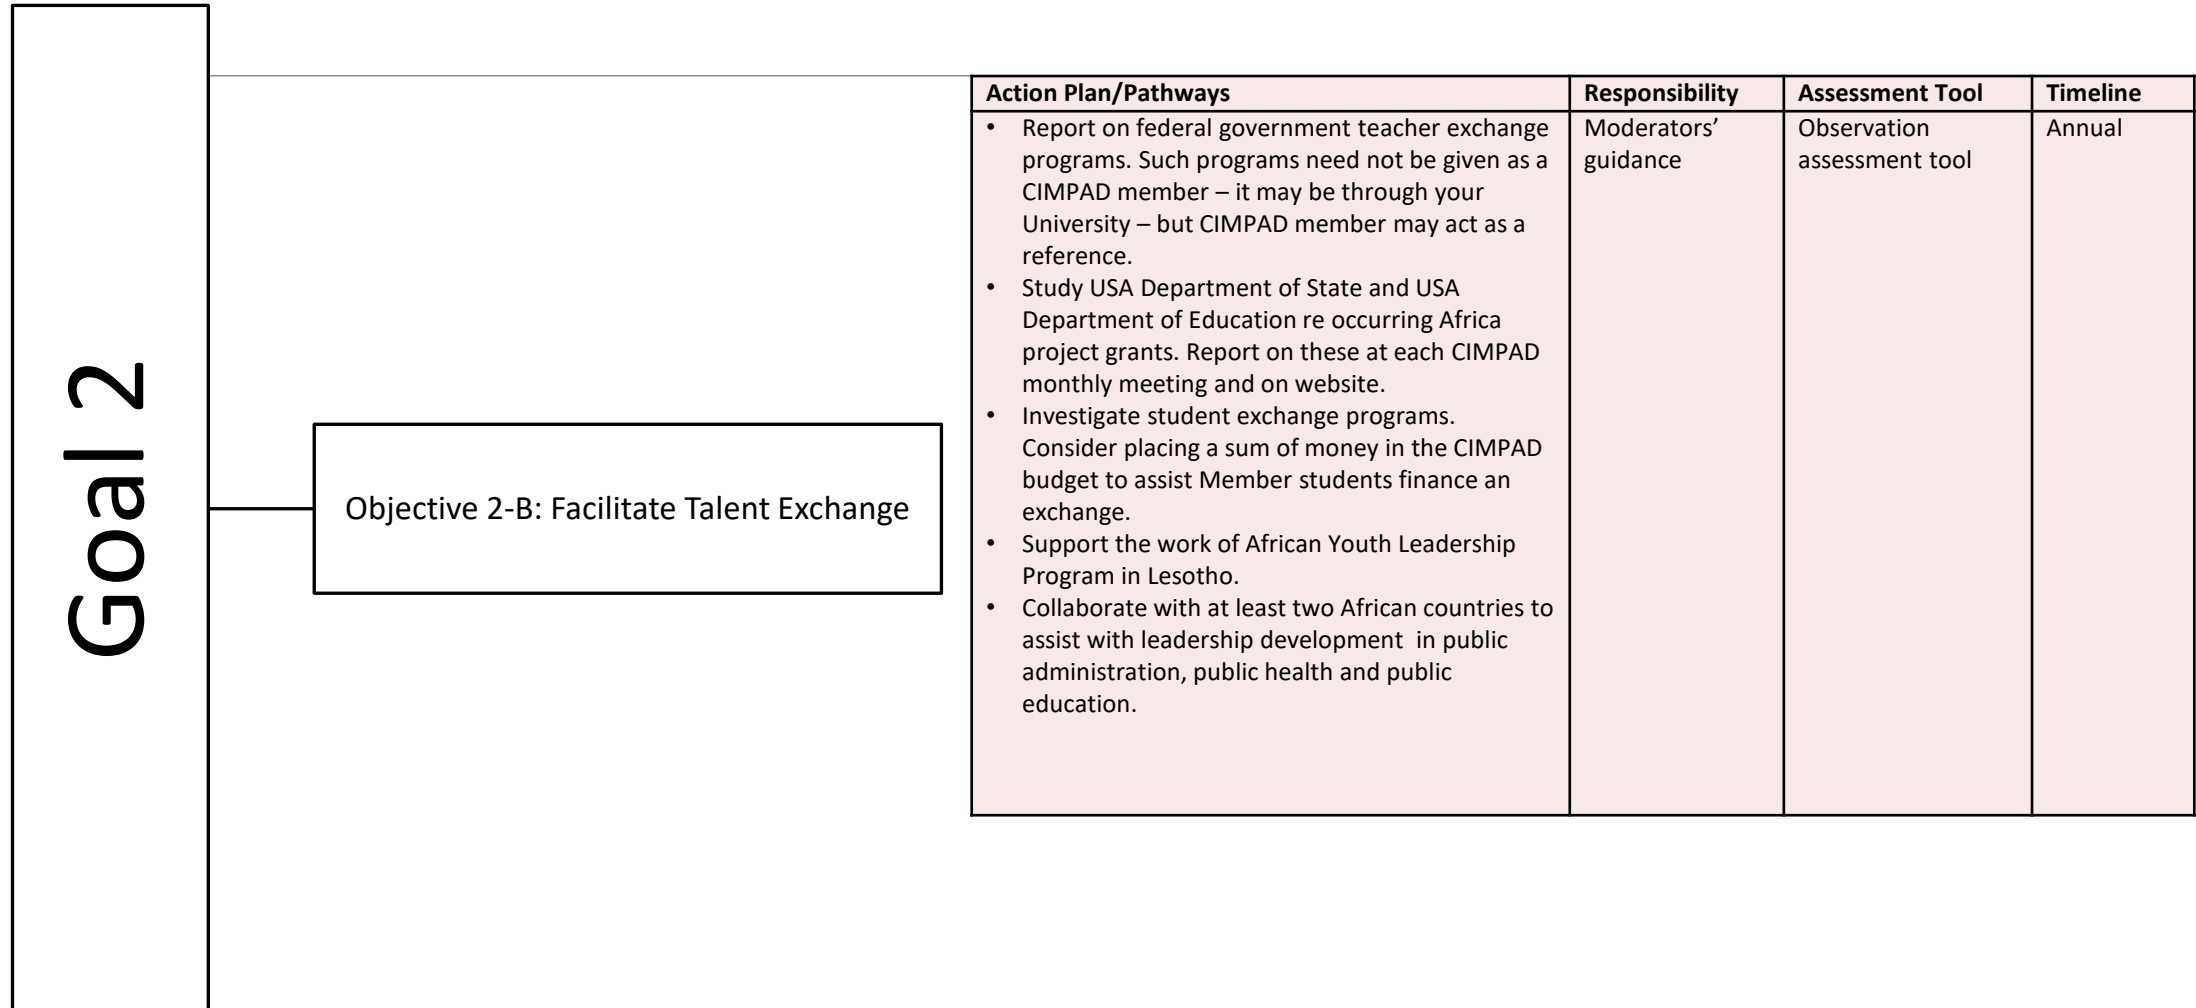 Goal 2
Objective 2-B: Facilitate Talent Exchange
Action Plan/Pathways
Responsibility
Assessment Tool
Timeline
• Report on federal government teacher exchange
programs. Such programs need not be given as a
CIMPAD member – it may be through your
University – but CIMPAD member may act as a
reference.
• Study USA Department of State and USA
Department of Education re occurring Africa
project grants. Report on these at each CIMPAD
monthly meeting and on website.
• Investigate student exchange programs.
Consider placing a sum of money in the CIMPAD
budget to assist Member students finance an
exchange.
• Support the work of African Youth Leadership
Program in Lesotho.
• Collaborate with at least two African countries to
assist with leadership development  in public
administration, public health and public
education.
Moderators’
guidance
Observation
assessment tool
Annual